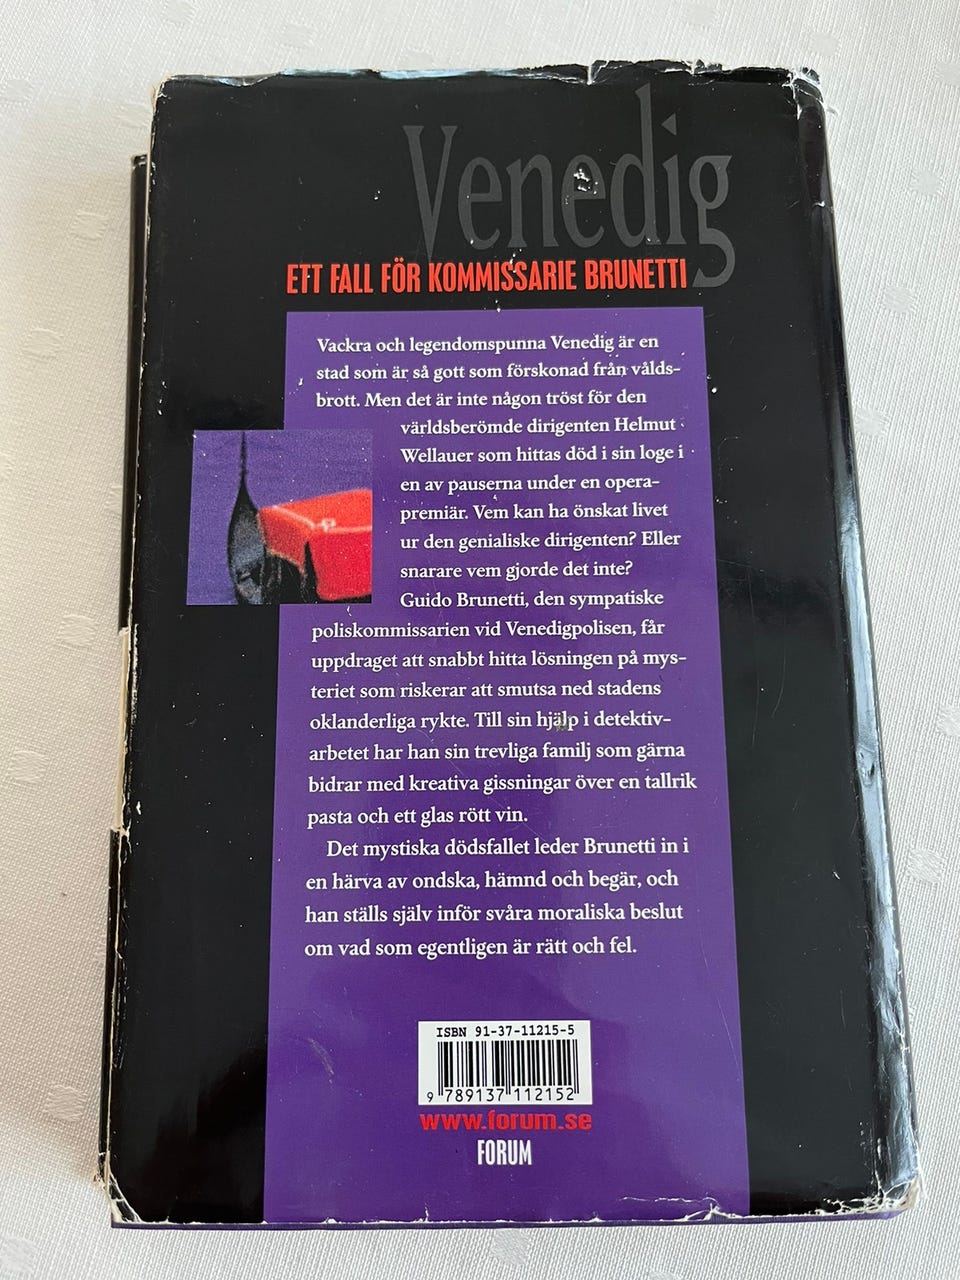 Venedig
ETT FALL FÖR KOMMISSARIE BRUNETTI
Vackra och legendomspunna Venedig är en
stad som är så gott som förskonad från vålds-
brott. Men det är inte någon tröst för den
världsberömde dirigenten Helmut
Wellauer som hittas död i sin loge i
en av pauserna under en opera-
premiär. Vem kan ha önskat livet
ur den genialiske dirigenten? Eller
snarare vem gjorde det inte?
Guido Brunetti, den sympatiske
poliskommissarien vid Venedigpolisen, får
uppdraget att snabbt hitta lösningen på mys-
teriet som riskerar att smutsa ned stadens
oklanderliga rykte. Till sin hjälp i detektiv-
arbetet har han sin trevliga familj som gärna
bidrar med kreativa gissningar över en tallrik
pasta och ett glas rött vin.
Det mystiska dödsfallet leder Brunetti in i
en härva av ondska, hämnd och begär, och
han ställs själv inför svåra moraliska beslut
om vad som egentligen är rätt och fel.
ISBN 91-37-11215-5
9 789137 112152
www.forum.se
FORUM